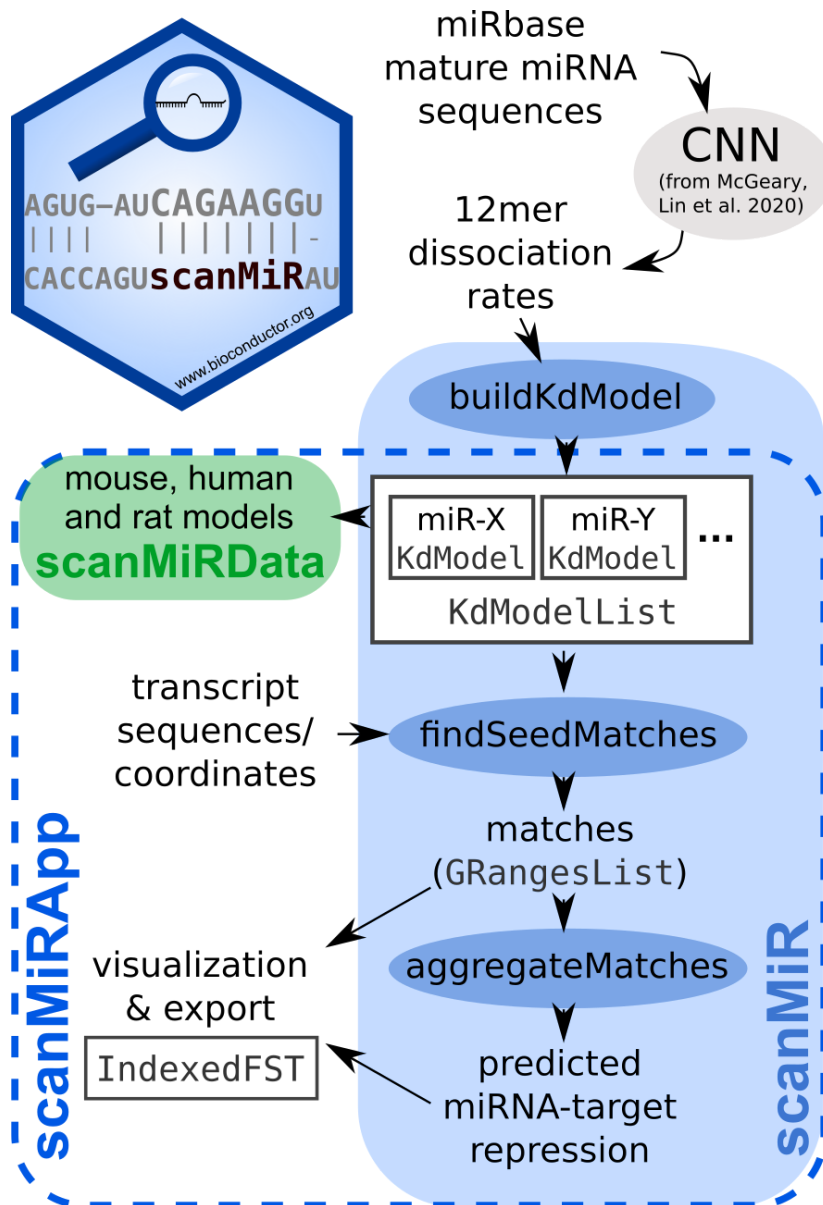 AGUG–AUCAGAAGGU
CACCAGUscanMiRAU
www.bioconductor.org
miRbase
mature miRNA
sequences
CNN
(from McGeary,
Lin et al. 2020)
12mer
dissociation
rates
buildKdModel
mouse, human
and rat models
scanMiRData
miR-X
KdModel
miR-Y
KdModel
...
KdModelList
transcript
sequences/
coordinates
findSeedMatches
matches
(GRangesList)
aggregateMatches
visualization
& export
IndexedFST
predicted
miRNA-target
repression
scanMiRApp
scanMiR